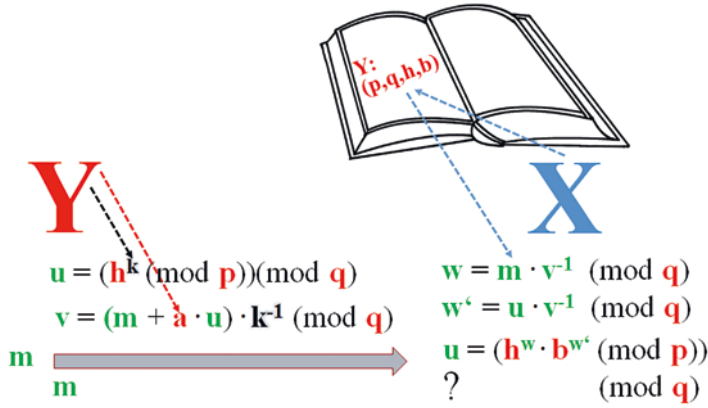 Y:
(p,q,h,b)
Y
X
u = (h^k (mod p))(mod q)
v = (m + a · u) · k^-1 (mod q)
m
m
w = m · v^-1 (mod q)
w‘ = u · v^-1 (mod q)
u = (h^w · b^w‘ (mod p))
? (mod q)